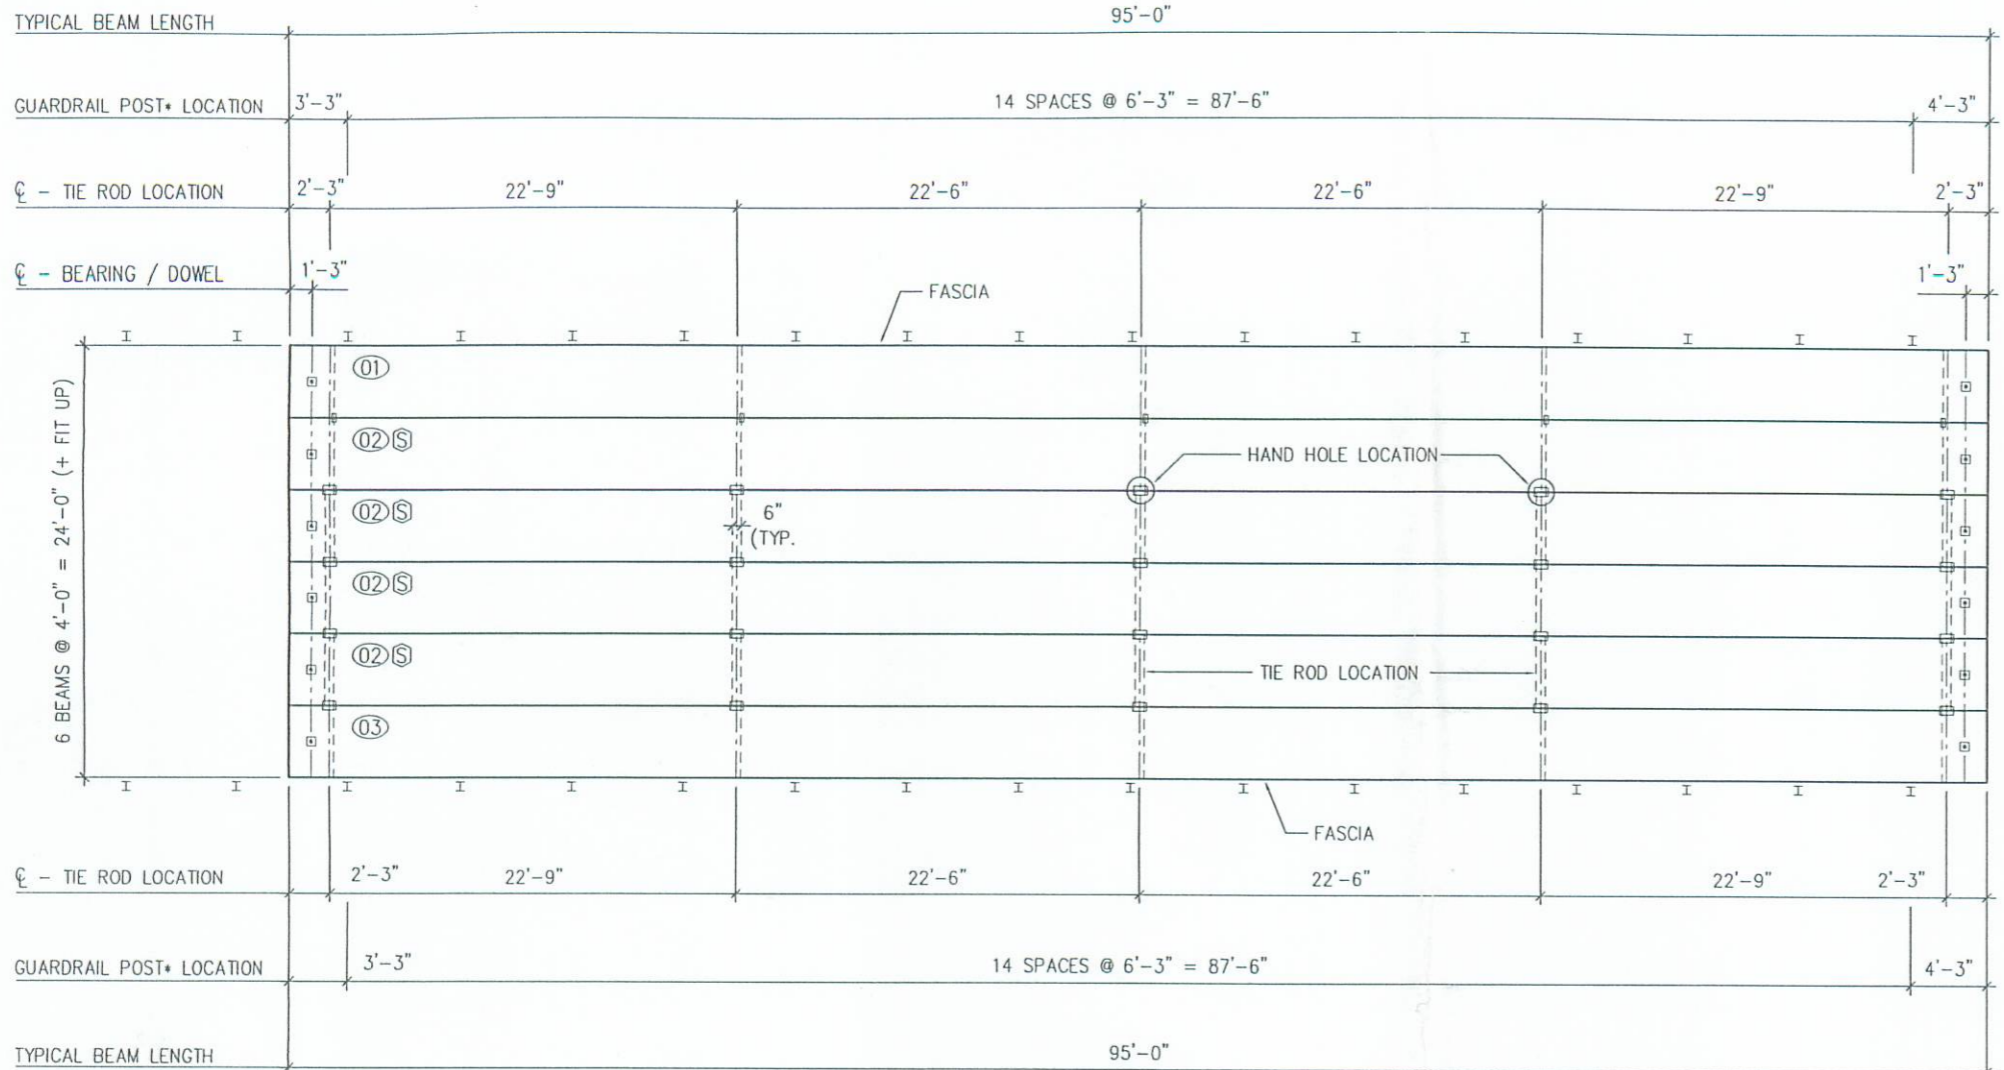 TYPICAL BEAM LENGTH 95'-0"
GUARDRAIL POST* LOCATION 3'-3" 14 SPACES @ 6'-3" = 87'-6" 4'-3"
℄ - TIE ROD LOCATION 2'-3" 22'-9" 22'-6" 22'-6" 22'-9" 2'-3"
℄ - BEARING / DOWEL 1'-3" 1'-3"
FASCIA
6 BEAMS @ 4'-0" = 24'-0" (+ FIT UP)
01
02 S
HAND HOLE LOCATION
02 S
6"
(TYP.
02 S
02 S
TIE ROD LOCATION
03
FASCIA
℄ - TIE ROD LOCATION 2'-3" 22'-9" 22'-6" 22'-6" 22'-9" 2'-3"
GUARDRAIL POST* LOCATION 3'-3" 14 SPACES @ 6'-3" = 87'-6" 4'-3"
TYPICAL BEAM LENGTH 95'-0"